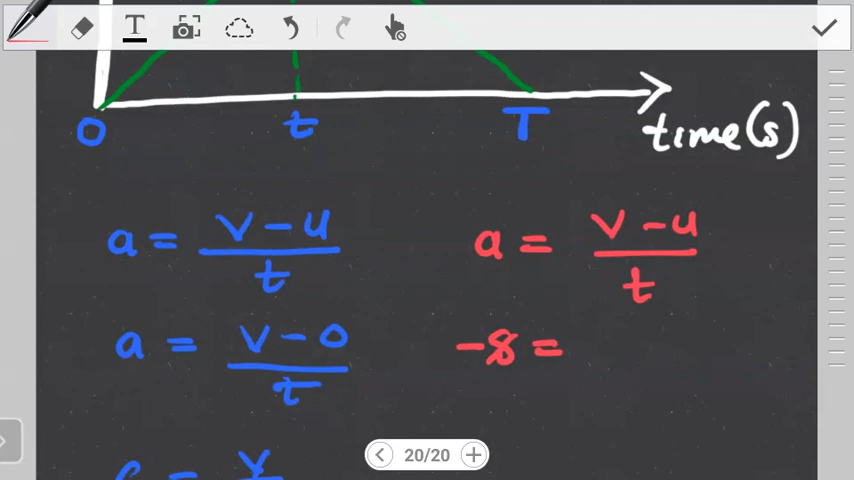 T
0 t T time(s)
a = v - u / t
a = v - u / t
a = v - 0 / t
-8 =
= v
20/20